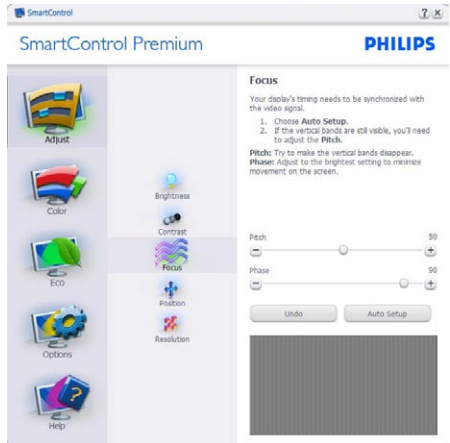 SmartControl
SmartControl Premium
PHILIPS
Adjust
Color
Eco
Options
Help
Brightness
Contrast
Focus
Position
Resolution
Focus
Your display's timing needs to be synchronized with
the video signal.
1. Choose Auto Setup.
2. If the vertical bands are still visible, you'll need
to adjust the Pitch.
Pitch: Try to make the vertical bands disappear.
Phase: Adjust to the brightest setting to minimize
movement on the screen.
Pitch 50
Phase 90
Undo Auto Setup